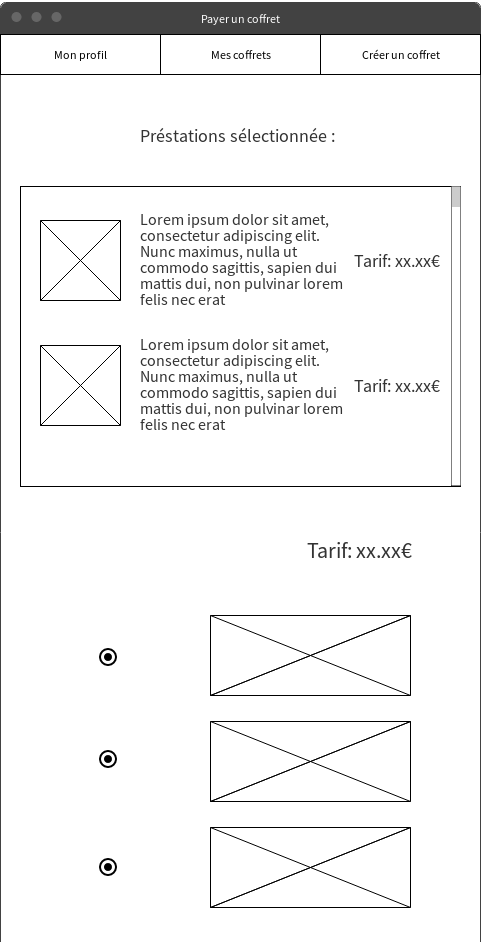 Payer un coffret
Mon profil
Mes coffrets
Créer un coffret
Préstations sélectionnée :
Lorem ipsum dolor sit amet,
consectetur adipiscing elit.
Nunc maximus, nulla ut
commodo sagittis, sapien dui
mattis dui, non pulvinar lorem
felis nec erat
Tarif: xx.xx€
Lorem ipsum dolor sit amet,
consectetur adipiscing elit.
Nunc maximus, nulla ut
commodo sagittis, sapien dui
mattis dui, non pulvinar lorem
felis nec erat
Tarif: xx.xx€
Tarif: xx.xx€